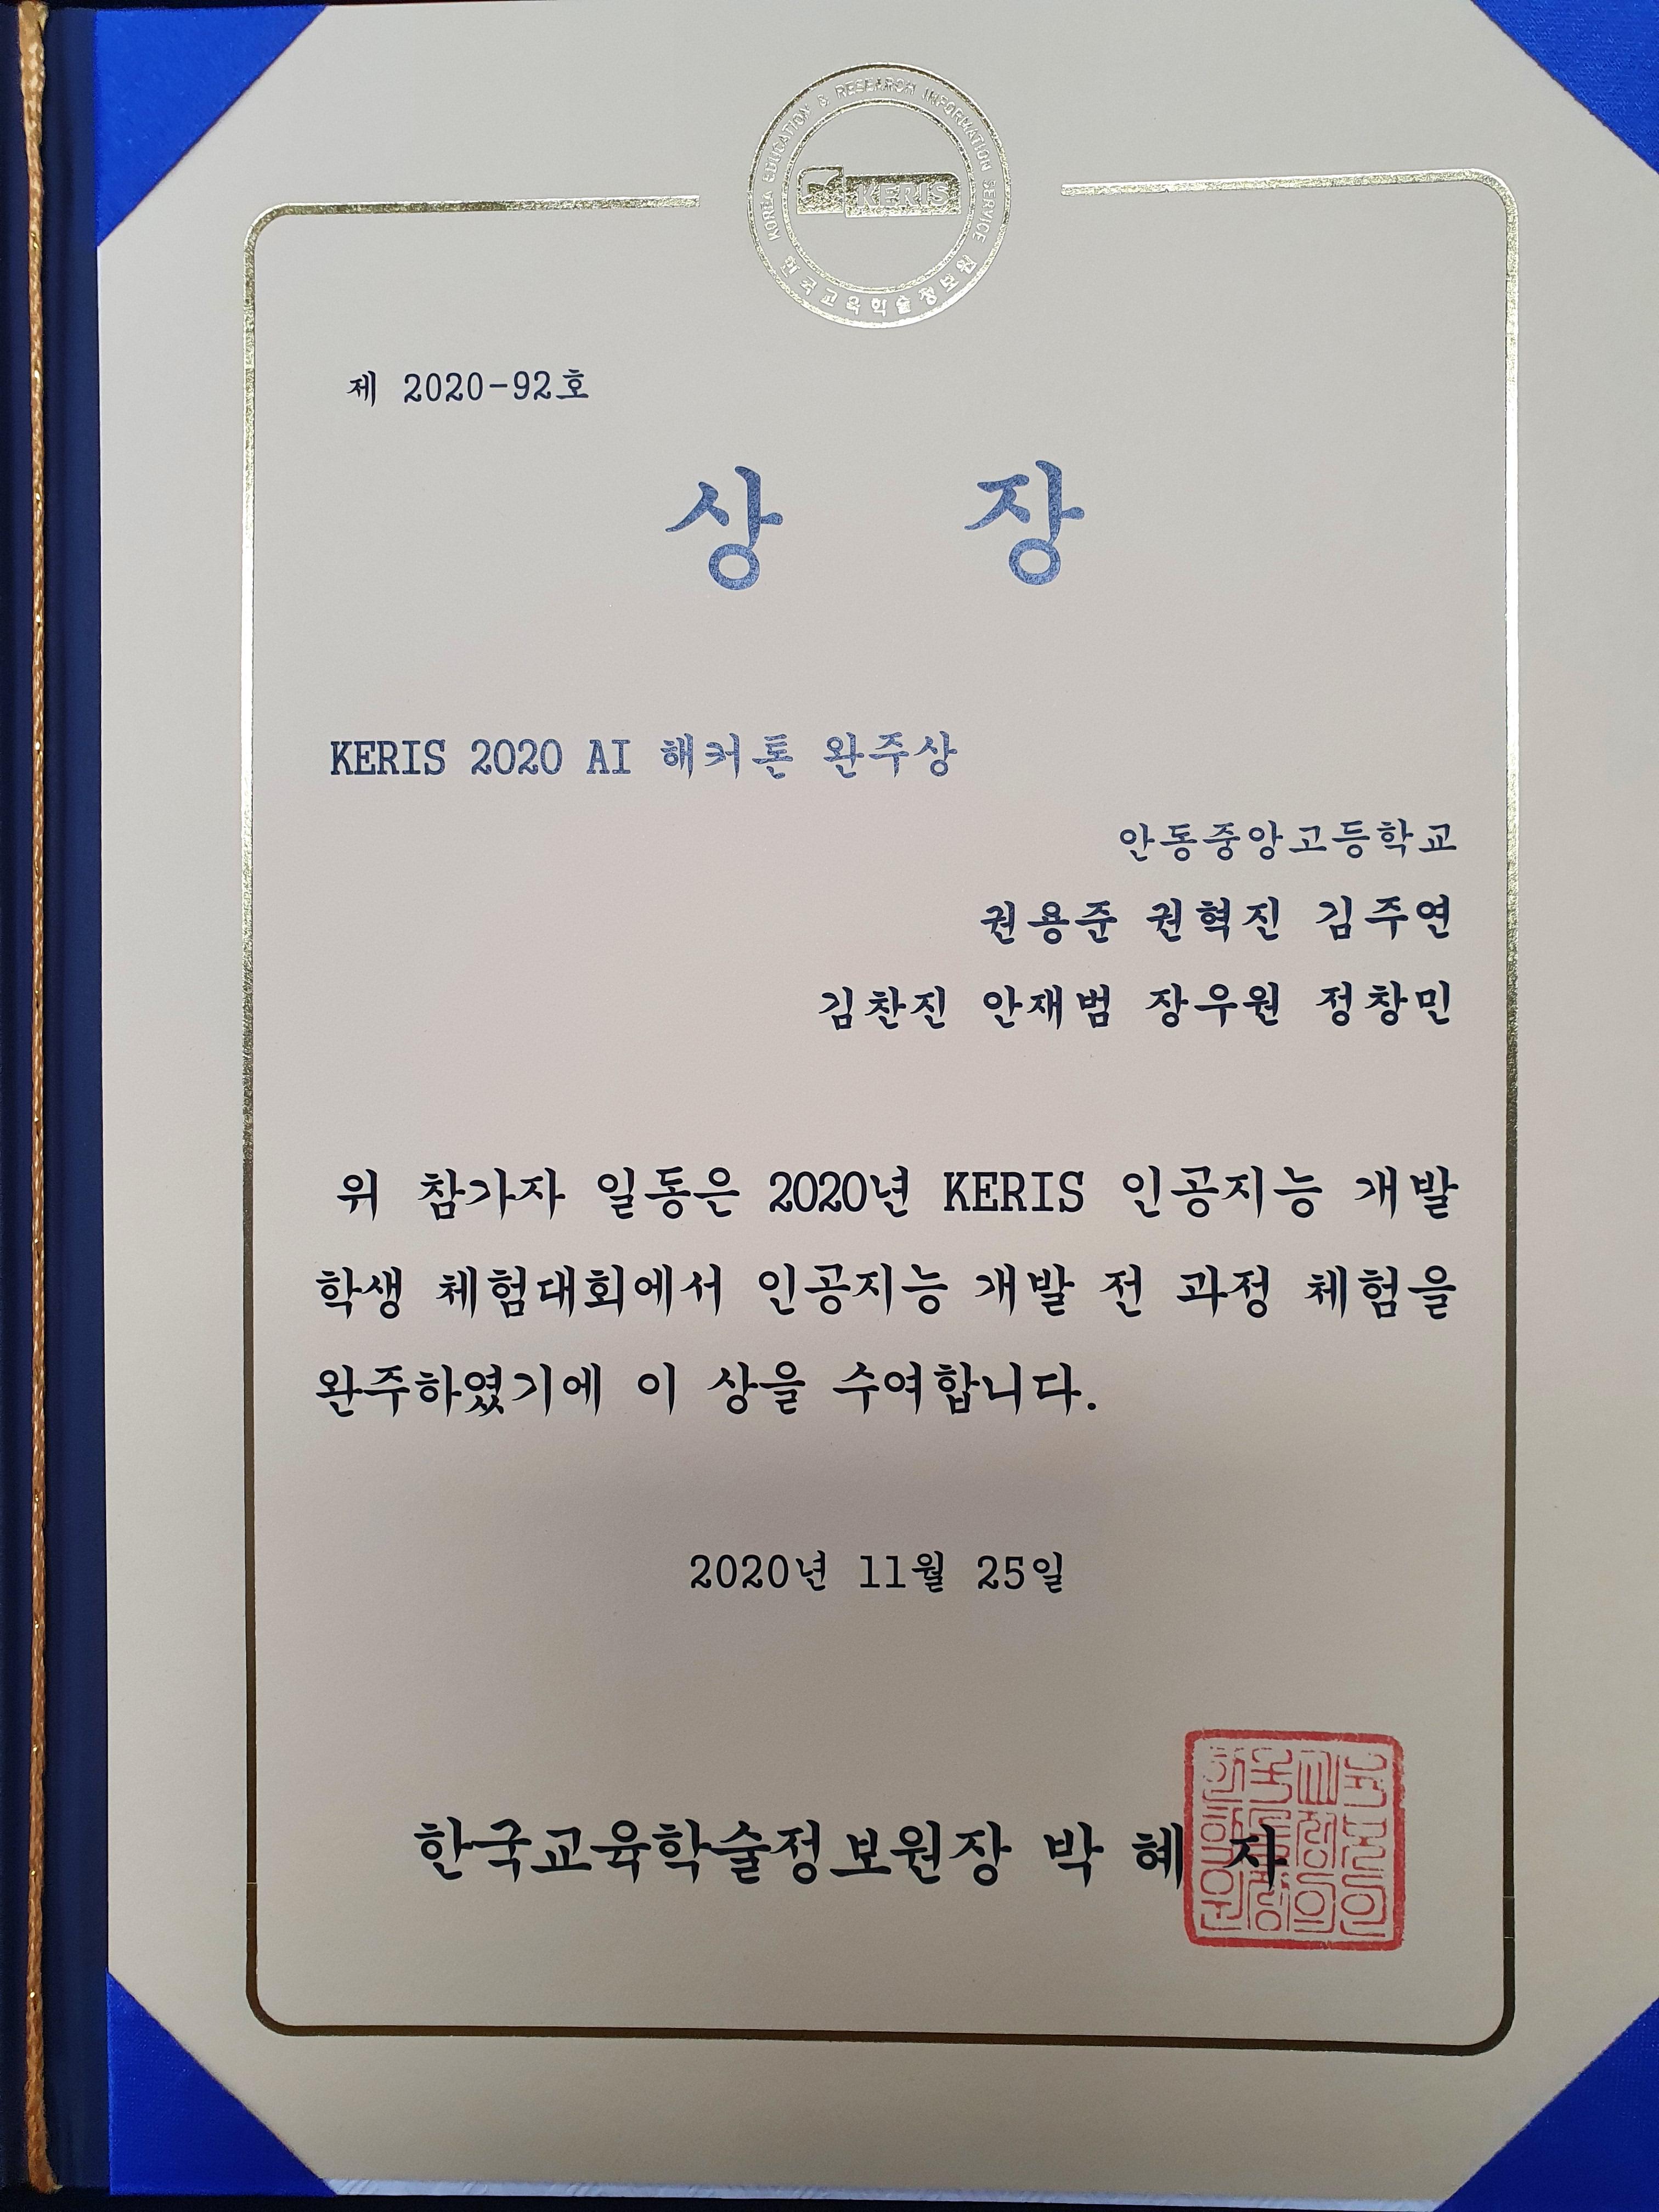 KOREA EDUCATION & RESEARCH INFORMATION SERVICE
KERIS
한국교육학술정보원
제 2020-92호
상 장
KERIS 2020 AI 해커톤 완주상
안동중앙고등학교
권용준 권혁진 김주연
김찬진 안재범 장우원 정창민
위 참가자 일동은 2020년 KERIS 인공지능 개발
학생 체험대회에서 인공지능 개발 전 과정 체험을
완주하였기에 이 상을 수여합니다.
2020년 11월 25일
한국교육학술정보원장 박 혜 자